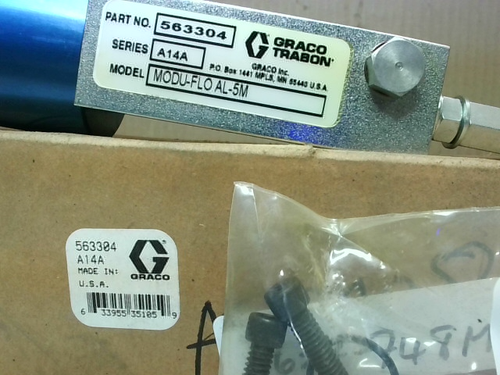 PART NO. 563304
SERIES A14A
MODEL MODU-FLO AL-5M
GRACO
TRABON
GRACO Inc.
P.O. Box 1441 MPLS, MN 55440 U.S.A
563304
A14A
MADE IN:
U.S.A.
GRACO
6 33955 35105 9